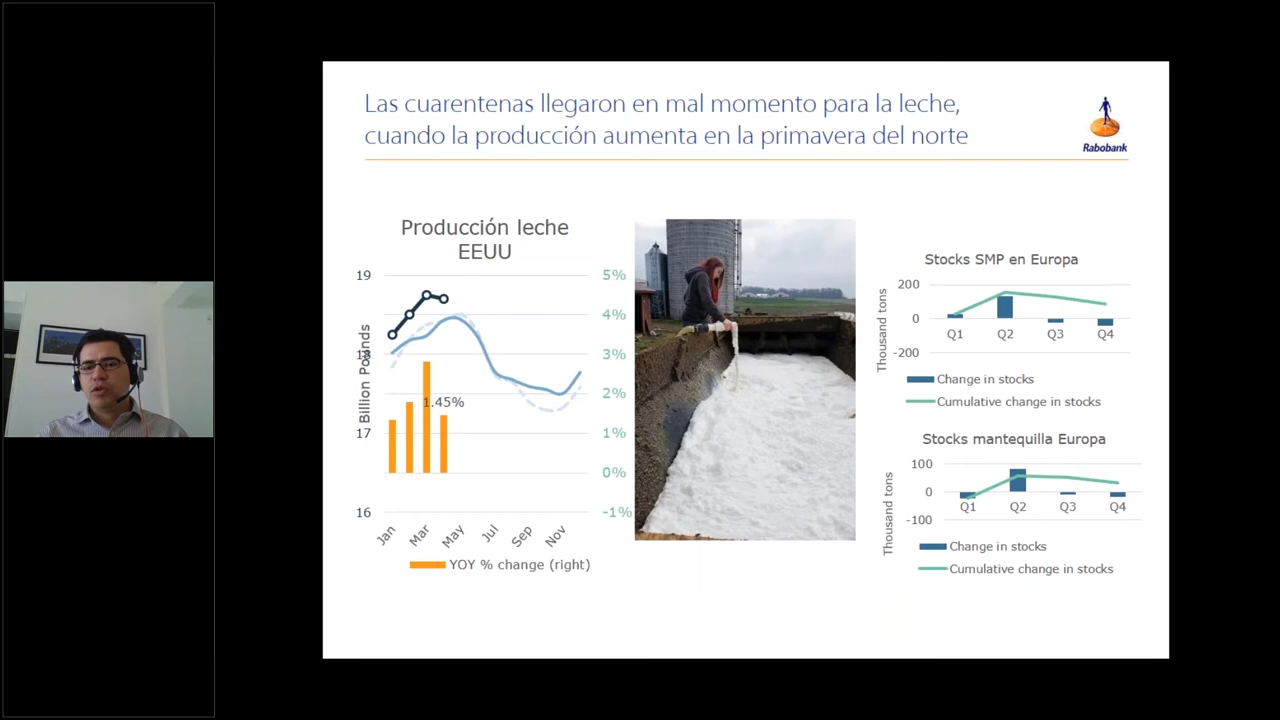 Las cuarentenas llegaron en mal momento para la leche,
cuando la producción aumenta en la primavera del norte
Rabobank
Producción leche
EEUU
19
18
17
16
Billion Pounds
5%
4%
3%
2%
1%
0%
-1%
1.45%
Jan
Mar
May
Jul
Sep
Nov
YOY % change (right)
Stocks SMP en Europa
Thousand tons
200
0
-200
Q1
Q2
Q3
Q4
Change in stocks
Cumulative change in stocks
Stocks mantequilla Europa
Thousand tons
100
0
-100
Q1
Q2
Q3
Q4
Change in stocks
Cumulative change in stocks